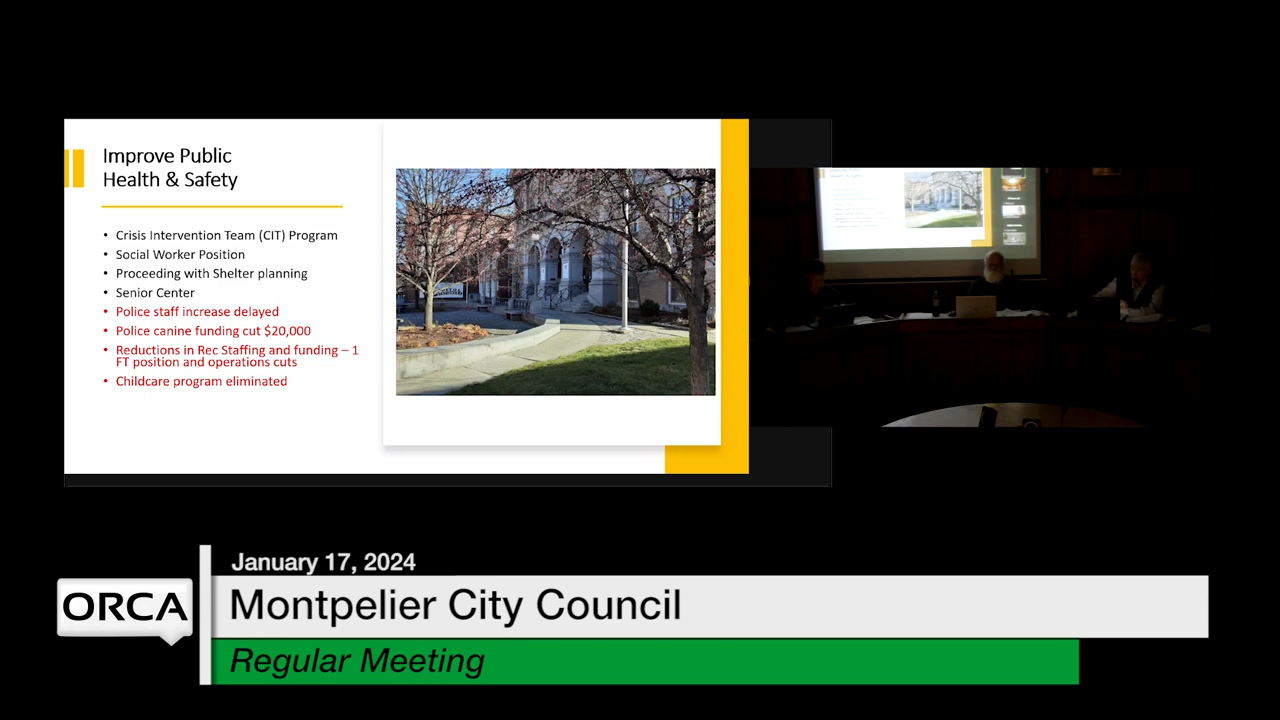 Improve Public
Health & Safety
• Crisis Intervention Team (CIT) Program
• Social Worker Position
• Proceeding with Shelter planning
• Senior Center
• Police staff increase delayed
• Police canine funding cut $20,000
• Reductions in Rec Staffing and funding – 1
FT position and operations cuts
• Childcare program eliminated
January 17, 2024
ORCA
Montpelier City Council
Regular Meeting